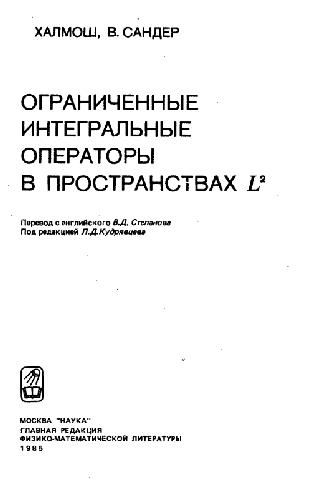 ХАЛМОШ, В. САНДЕР
ОГРАНИЧЕННЫЕ
ИНТЕГРАЛЬНЫЕ
ОПЕРАТОРЫ
В ПРОСТРАНСТВАХ L²
Перевод с английского В.Д. Степанова
Под редакцией Л.Д. Кудрявцева
МОСКВА "НАУКА"
ГЛАВНАЯ РЕДАКЦИЯ
ФИЗИКО-МАТЕМАТИЧЕСКОЙ ЛИТЕРАТУРЫ
1985